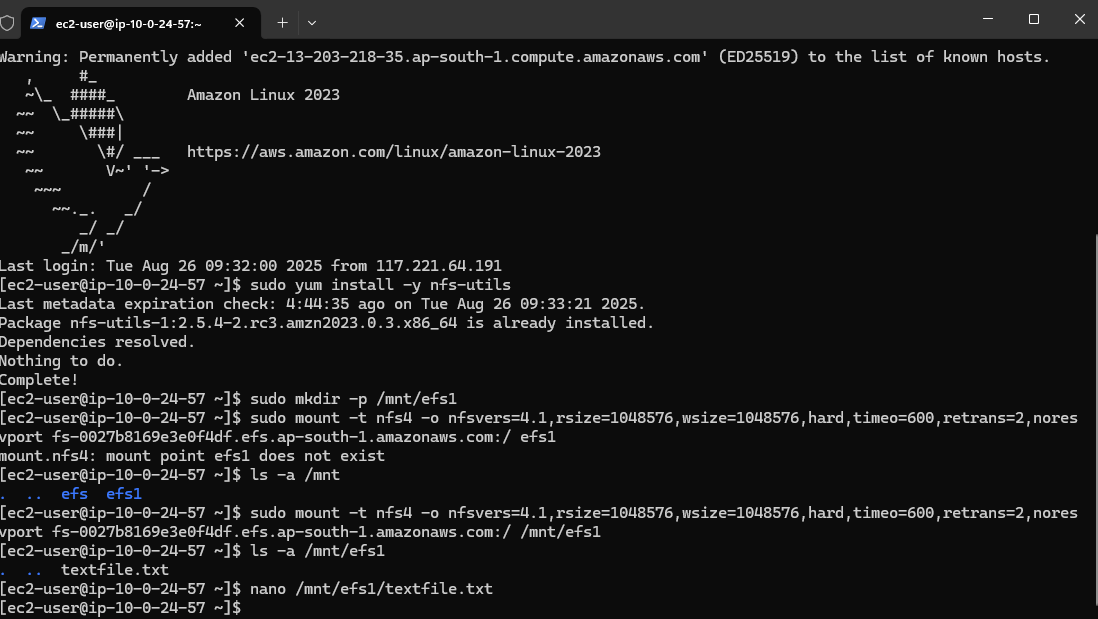 ec2-user@ip-10-0-24-57:~
Warning: Permanently added 'ec2-13-203-218-35.ap-south-1.compute.amazonaws.com' (ED25519) to the list of known hosts.
   ,     #_
   ~\_  ####_        Amazon Linux 2023
  ~~  \_#####\
  ~~     \###|
  ~~       \#/ ___   https://aws.amazon.com/linux/amazon-linux-2023
   ~~       V~' '->
    ~~~         /
      ~~._.   _/
         _/ _/
       _/m/'
Last login: Tue Aug 26 09:32:00 2025 from 117.221.64.191
[ec2-user@ip-10-0-24-57 ~]$ sudo yum install -y nfs-utils
Last metadata expiration check: 4:44:35 ago on Tue Aug 26 09:33:21 2025.
Package nfs-utils-1:2.5.4-2.rc3.amzn2023.0.3.x86_64 is already installed.
Dependencies resolved.
Nothing to do.
Complete!
[ec2-user@ip-10-0-24-57 ~]$ sudo mkdir -p /mnt/efs1
[ec2-user@ip-10-0-24-57 ~]$ sudo mount -t nfs4 -o nfsvers=4.1,rsize=1048576,wsize=1048576,hard,timeo=600,retrans=2,nores
vport fs-0027b8169e3e0f4df.efs.ap-south-1.amazonaws.com:/ efs1
mount.nfs4: mount point efs1 does not exist
[ec2-user@ip-10-0-24-57 ~]$ ls -a /mnt
.  ..  efs  efs1
[ec2-user@ip-10-0-24-57 ~]$ sudo mount -t nfs4 -o nfsvers=4.1,rsize=1048576,wsize=1048576,hard,timeo=600,retrans=2,nores
vport fs-0027b8169e3e0f4df.efs.ap-south-1.amazonaws.com:/ /mnt/efs1
[ec2-user@ip-10-0-24-57 ~]$ ls -a /mnt/efs1
.  ..  textfile.txt
[ec2-user@ip-10-0-24-57 ~]$ nano /mnt/efs1/textfile.txt
[ec2-user@ip-10-0-24-57 ~]$